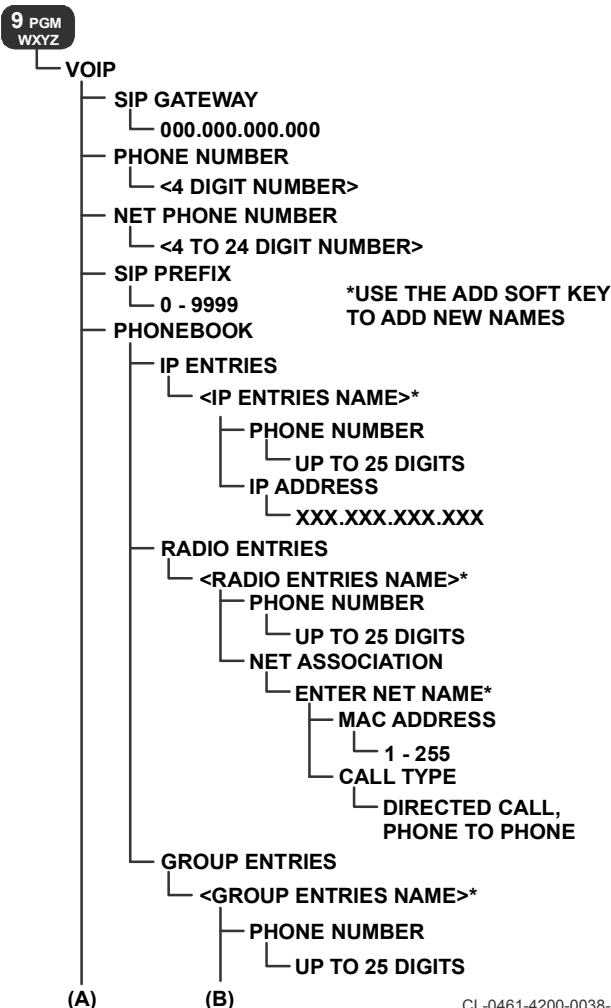 9 PGM
WXYZ
VOIP
SIP GATEWAY
000.000.000.000
PHONE NUMBER
<4 DIGIT NUMBER>
NET PHONE NUMBER
<4 TO 24 DIGIT NUMBER>
SIP PREFIX
0 - 9999
*USE THE ADD SOFT KEY
TO ADD NEW NAMES
PHONEBOOK
IP ENTRIES
<IP ENTRIES NAME>*
PHONE NUMBER
UP TO 25 DIGITS
IP ADDRESS
XXX.XXX.XXX.XXX
RADIO ENTRIES
<RADIO ENTRIES NAME>*
PHONE NUMBER
UP TO 25 DIGITS
NET ASSOCIATION
ENTER NET NAME*
MAC ADDRESS
1 - 255
CALL TYPE
DIRECTED CALL,
PHONE TO PHONE
GROUP ENTRIES
<GROUP ENTRIES NAME>*
PHONE NUMBER
UP TO 25 DIGITS
(A) (B)
CL-0461-4200-0038-